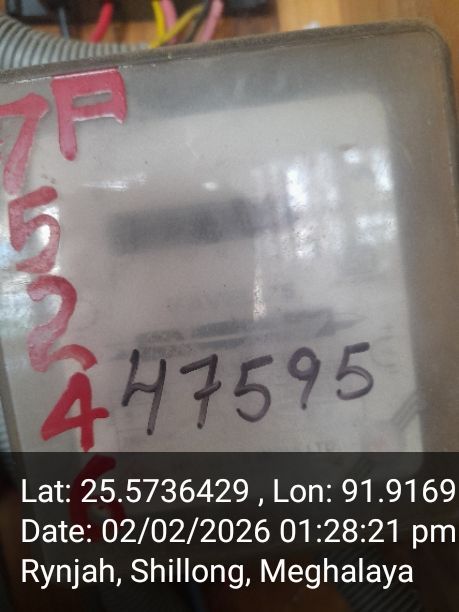 7P
5
2
4
6
47595
Lat: 25.5736429 , Lon: 91.9169
Date: 02/02/2026 01:28:21 pm
Rynjah, Shillong, Meghalaya